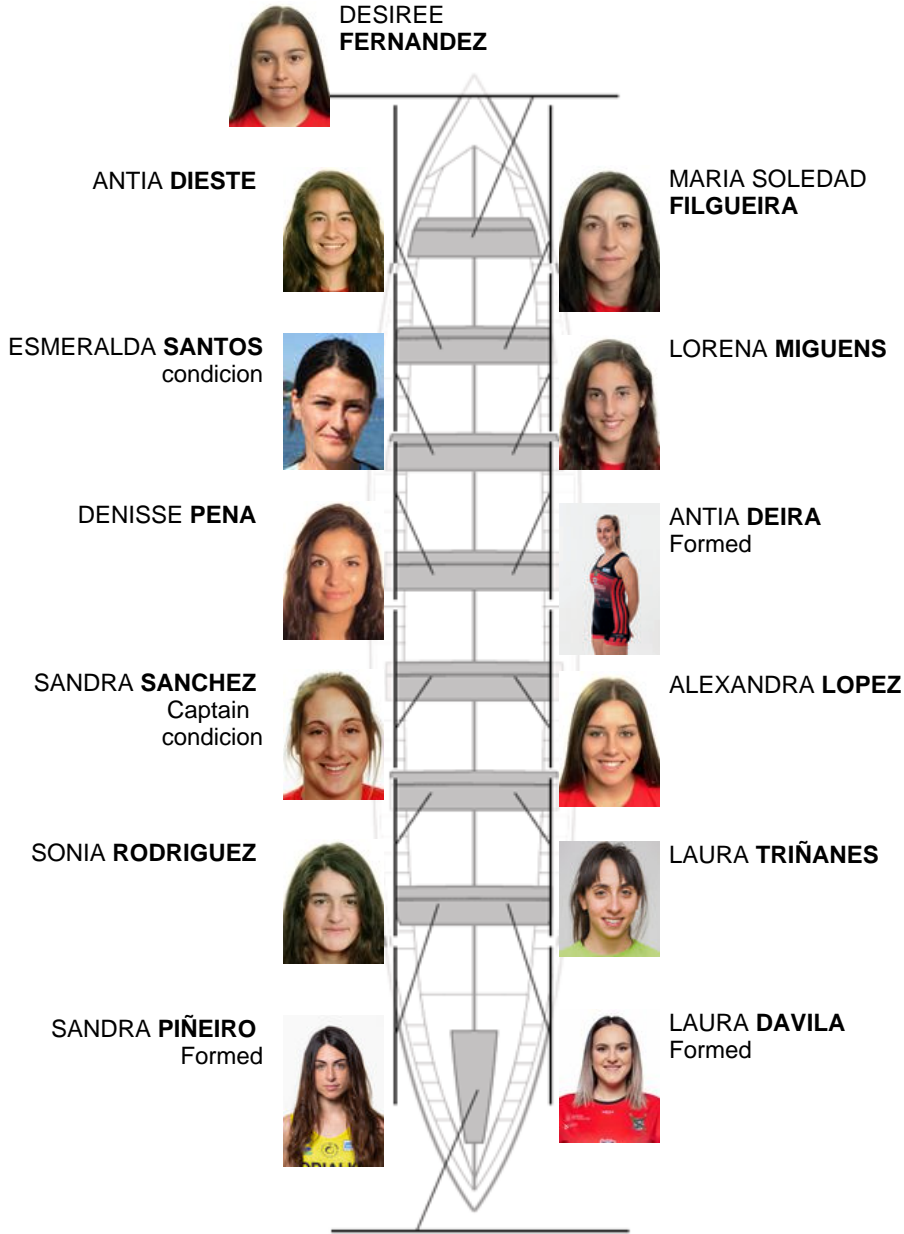 DESIREE
FERNANDEZ
ANTIA DIESTE
MARIA SOLEDAD
FILGUEIRA
ESMERALDA SANTOS
condicion
LORENA MIGUENS
DENISSE PENA
ANTIA DEIRA
Formed
SANDRA SANCHEZ
Captain
condicion
ALEXANDRA LOPEZ
SONIA RODRIGUEZ
LAURA TRIÑANES
SANDRA PIÑEIRO
Formed
LAURA DAVILA
Formed